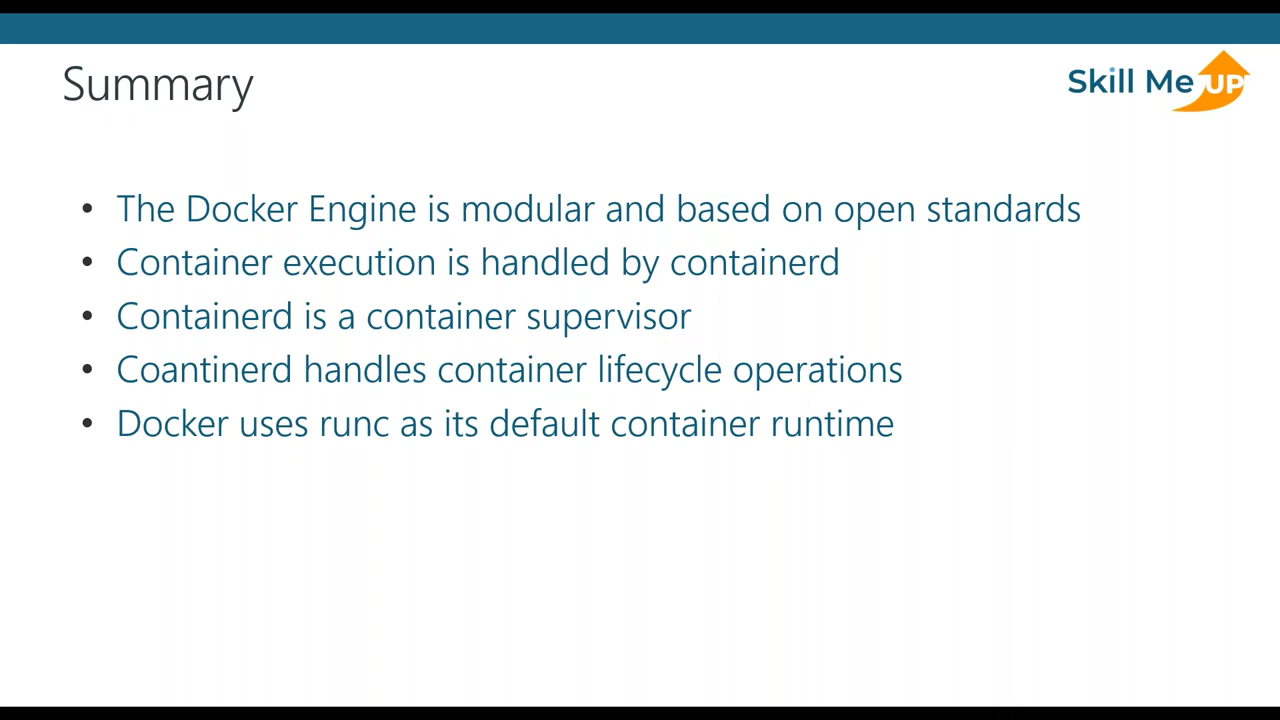 Summary
Skill Me UP
• The Docker Engine is modular and based on open standards
• Container execution is handled by containerd
• Containerd is a container supervisor
• Coantinerd handles container lifecycle operations
• Docker uses runc as its default container runtime